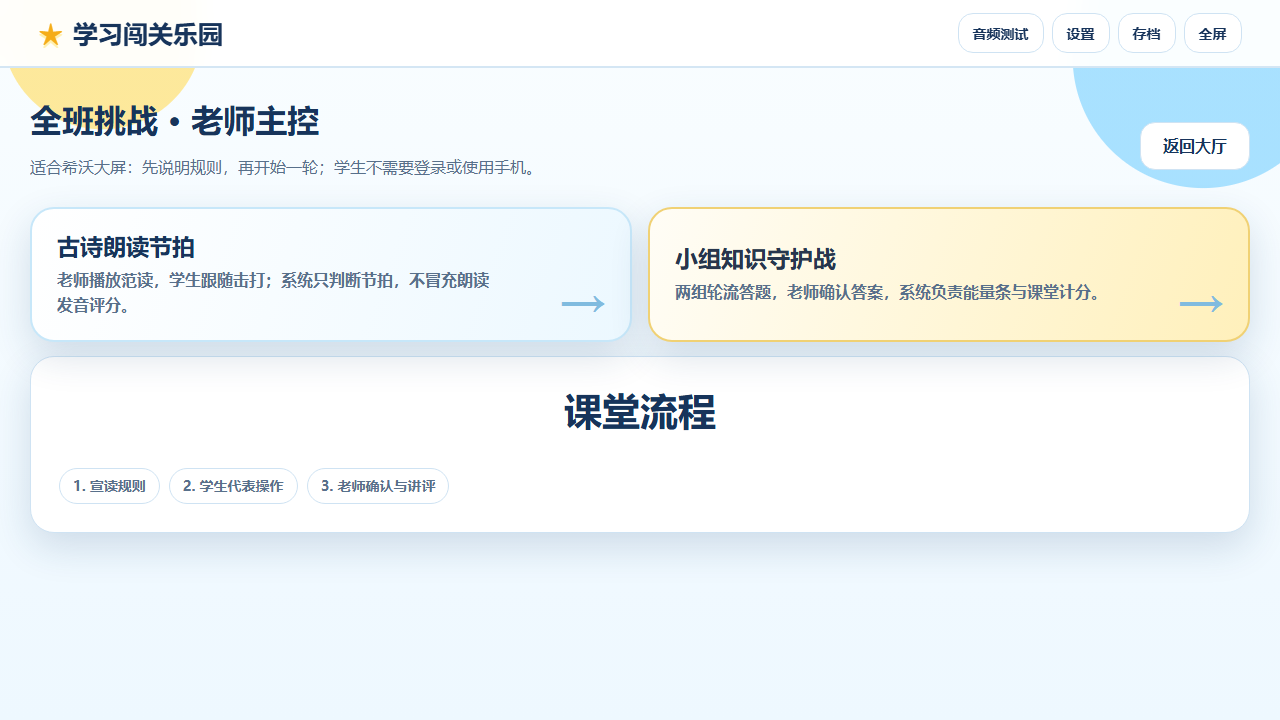 ★ 学习闯关乐园
音频测试
设置
存档
全屏
全班挑战 · 老师主控
适合希沃大屏：先说明规则，再开始一轮；学生不需要登录或使用手机。
返回大厅
古诗朗读节拍
老师播放范读，学生跟随击打；系统只判断节拍，不冒充朗读
发音评分。
→
小组知识守护战
两组轮流答题，老师确认答案，系统负责能量条与课堂计分。
→
课堂流程
1. 宣读规则
2. 学生代表操作
3. 老师确认与讲评